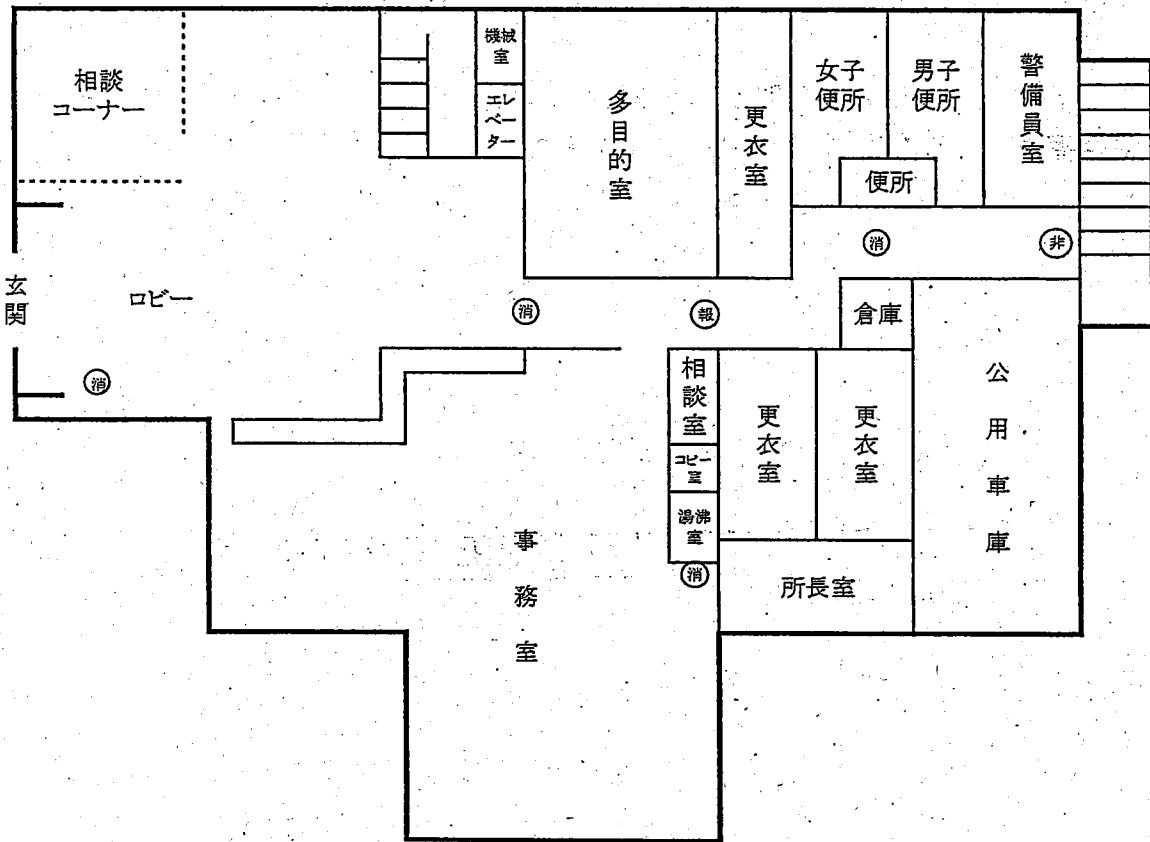 相談
コーナー
機械
室
エレ
ベー
ター
多目的室
更衣室
女子
便所
男子
便所
便所
警備員室
消
非
玄関
ロビー
消
報
倉庫
消
相談室
コピー
室
湯沸
室
消
更衣室
更衣室
公用車庫
事務室
所長室